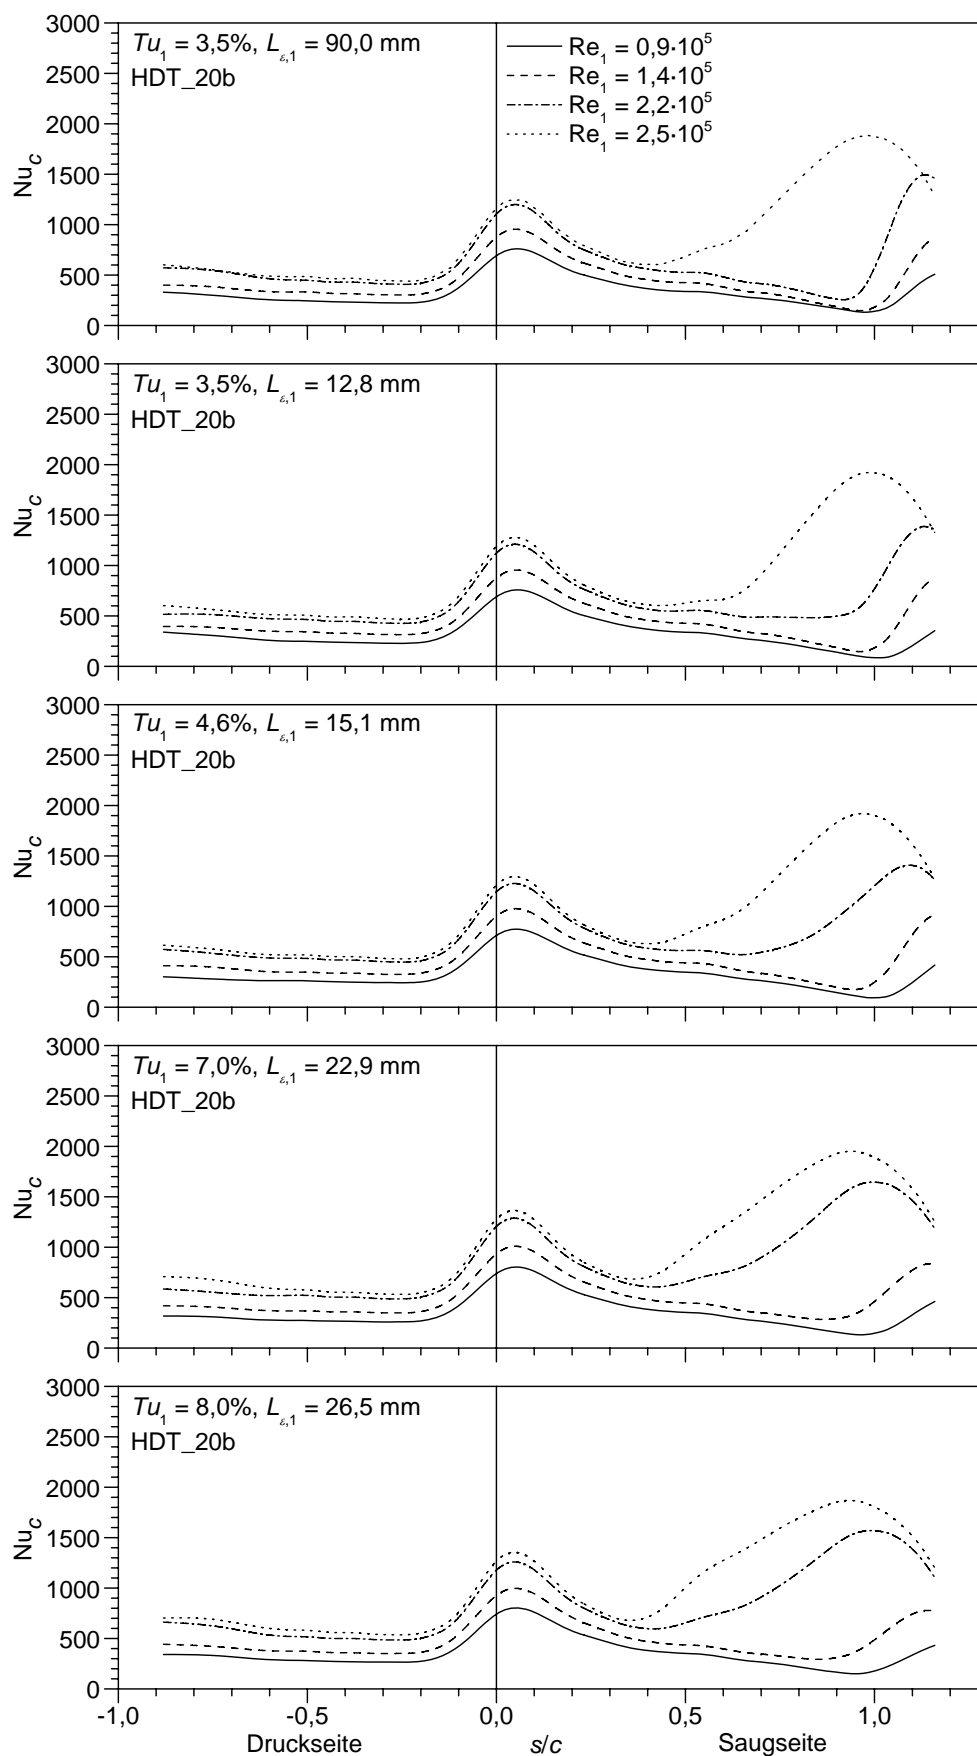 3000
2500
2000
1500
1000
500
0
Nu_c
Tu_1 = 3,5%, L_ε,1 = 90,0 mm
HDT_20b
Re_1 = 0,9·10^5
Re_1 = 1,4·10^5
Re_1 = 2,2·10^5
Re_1 = 2,5·10^5
3000
2500
2000
1500
1000
500
0
Nu_c
Tu_1 = 3,5%, L_ε,1 = 12,8 mm
HDT_20b
3000
2500
2000
1500
1000
500
0
Nu_c
Tu_1 = 4,6%, L_ε,1 = 15,1 mm
HDT_20b
3000
2500
2000
1500
1000
500
0
Nu_c
Tu_1 = 7,0%, L_ε,1 = 22,9 mm
HDT_20b
3000
2500
2000
1500
1000
500
0
Nu_c
Tu_1 = 8,0%, L_ε,1 = 26,5 mm
HDT_20b
-1,0 -0,5 0,0 0,5 1,0
Druckseite s/c Saugseite